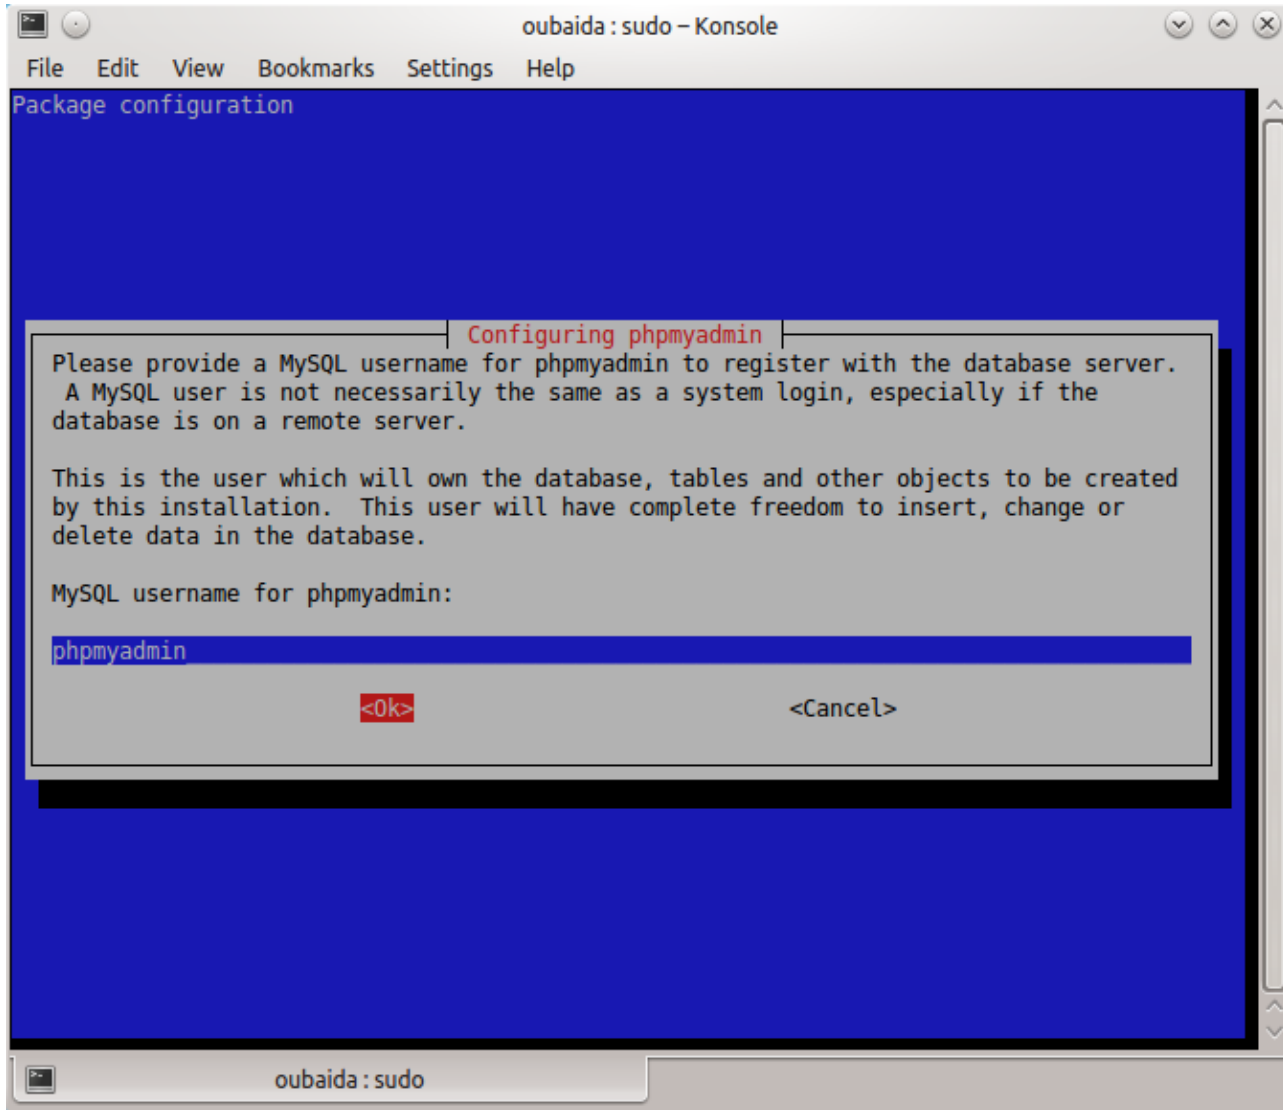 oubaida : sudo – Konsole
File Edit View Bookmarks Settings Help
Package configuration
Configuring phpmyadmin
Please provide a MySQL username for phpmyadmin to register with the database server.
A MySQL user is not necessarily the same as a system login, especially if the
database is on a remote server.
This is the user which will own the database, tables and other objects to be created
by this installation.  This user will have complete freedom to insert, change or
delete data in the database.
MySQL username for phpmyadmin:
phpmyadmin
<Ok> <Cancel>
oubaida : sudo